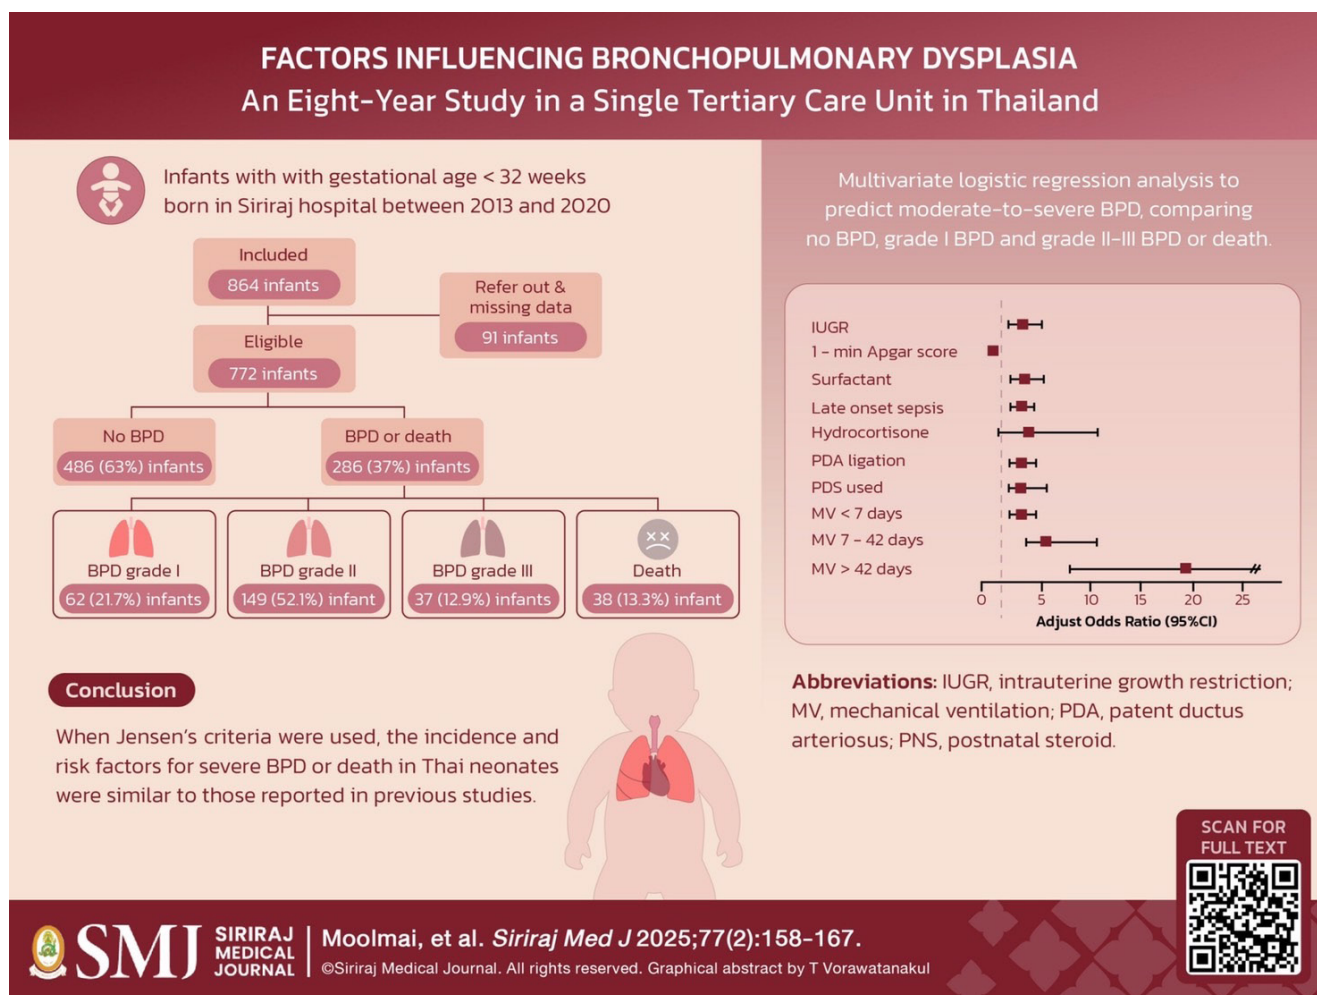 FACTORS INFLUENCING BRONCHOPULMONARY DYSPLASIA
An Eight-Year Study in a Single Tertiary Care Unit in Thailand
Infants with with gestational age < 32 weeks
born in Siriraj hospital between 2013 and 2020
Included
864 infants
Refer out &
missing data
91 infants
Eligible
772 infants
No BPD
486 (63%) infants
BPD or death
286 (37%) infants
BPD grade I
62 (21.7%) infants
BPD grade II
149 (52.1%) infant
BPD grade III
37 (12.9%) infants
Death
38 (13.3%) infant
Conclusion
When Jensen's criteria were used, the incidence and
risk factors for severe BPD or death in Thai neonates
were similar to those reported in previous studies.
Multivariate logistic regression analysis to
predict moderate-to-severe BPD, comparing
no BPD, grade I BPD and grade II-III BPD or death.
IUGR
1 - min Apgar score
Surfactant
Late onset sepsis
Hydrocortisone
PDA ligation
PDS used
MV < 7 days
MV 7 - 42 days
MV > 42 days
0 5 10 15 20 25
Adjust Odds Ratio (95%CI)
Abbreviations: IUGR, intrauterine growth restriction;
MV, mechanical ventilation; PDA, patent ductus
arteriosus; PNS, postnatal steroid.
SCAN FOR
FULL TEXT
SMJ
SIRIRAJ
MEDICAL
JOURNAL
Moolmai, et al. Siriraj Med J 2025;77(2):158-167.
©Siriraj Medical Journal. All rights reserved. Graphical abstract by T Vorawatanakul